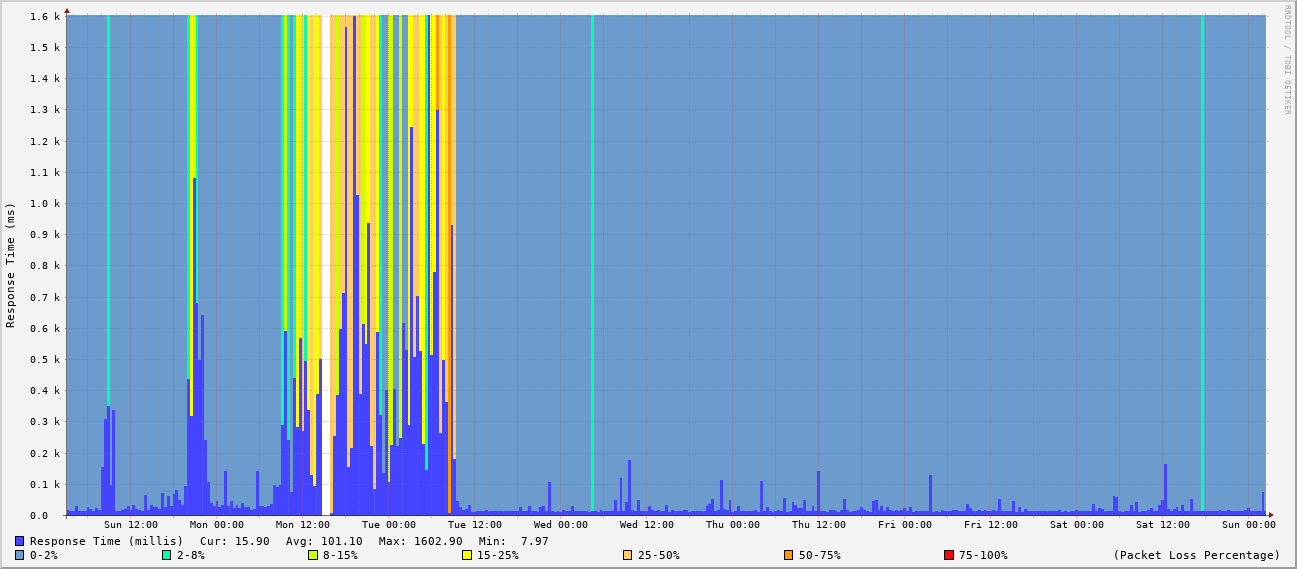 1.6 k
1.5 k
1.4 k
1.3 k
1.2 k
1.1 k
1.0 k
0.9 k
0.8 k
0.7 k
0.6 k
0.5 k
0.4 k
0.3 k
0.2 k
0.1 k
0.0
Response Time (ms)
RRDTOOL / TOBI OETIKER
Sun 12:00 Mon 00:00 Mon 12:00 Tue 00:00 Tue 12:00 Wed 00:00 Wed 12:00 Thu 00:00 Thu 12:00 Fri 00:00 Fri 12:00 Sat 00:00 Sat 12:00 Sun 00:00
Response Time (millis) Cur: 15.90 Avg: 101.10 Max: 1602.90 Min: 7.97
0-2% 2-8% 8-15% 15-25% 25-50% 50-75% 75-100% (Packet Loss Percentage)